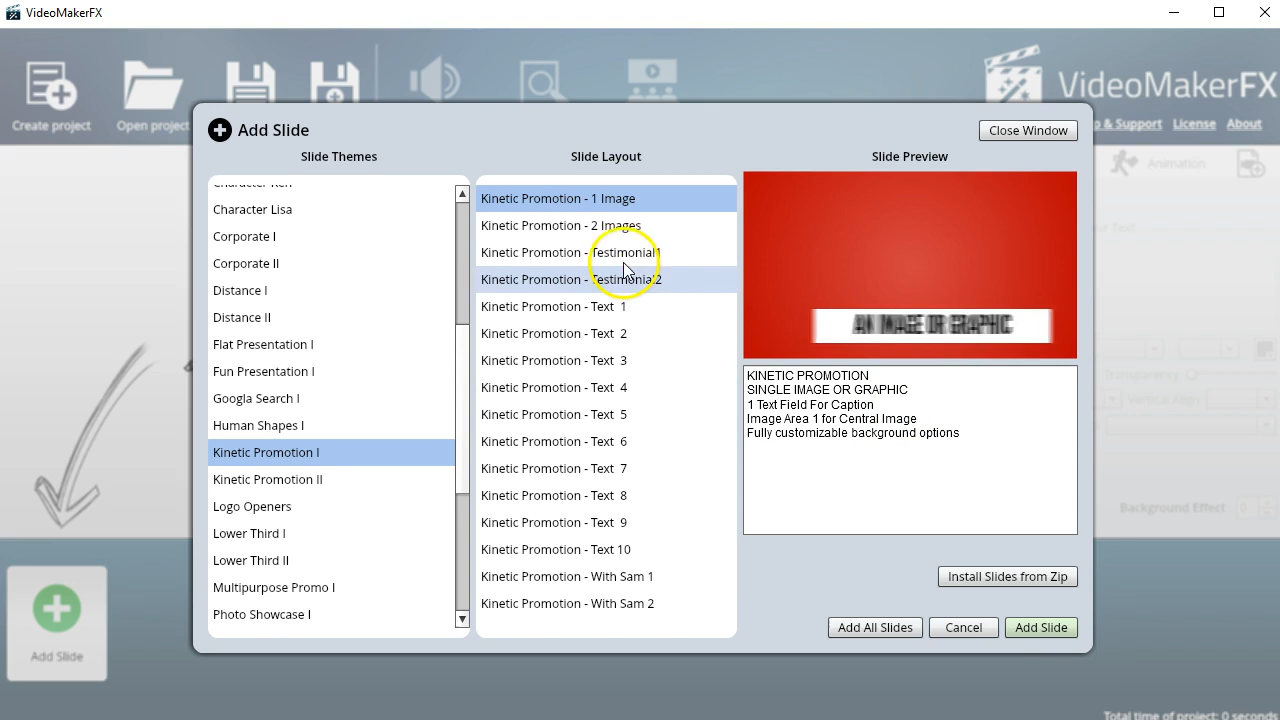 VideoMakerFX
Create project
Open project
VideoMakerFX
& Support License About
Add Slide
Close Window
Animation
Slide Themes
Slide Layout
Slide Preview
Character Lisa
Corporate I
Corporate II
Distance I
Distance II
Flat Presentation I
Fun Presentation I
Googla Search I
Human Shapes I
Kinetic Promotion I
Kinetic Promotion II
Logo Openers
Lower Third I
Lower Third II
Multipurpose Promo I
Photo Showcase I
Kinetic Promotion - 1 Image
Kinetic Promotion - 2 Images
Kinetic Promotion - Testimonial1
Kinetic Promotion - Testimonial2
Kinetic Promotion - Text 1
Kinetic Promotion - Text 2
Kinetic Promotion - Text 3
Kinetic Promotion - Text 4
Kinetic Promotion - Text 5
Kinetic Promotion - Text 6
Kinetic Promotion - Text 7
Kinetic Promotion - Text 8
Kinetic Promotion - Text 9
Kinetic Promotion - Text 10
Kinetic Promotion - With Sam 1
Kinetic Promotion - With Sam 2
AN IMAGE OR GRAPHIC
KINETIC PROMOTION
SINGLE IMAGE OR GRAPHIC
1 Text Field For Caption
Image Area 1 for Central Image
Fully customizable background options
Text
Transparency:
Vertical Align
Background Effect 0
Install Slides from Zip
Add All Slides
Cancel
Add Slide
Add Slide
Total time of project: 0 seconds